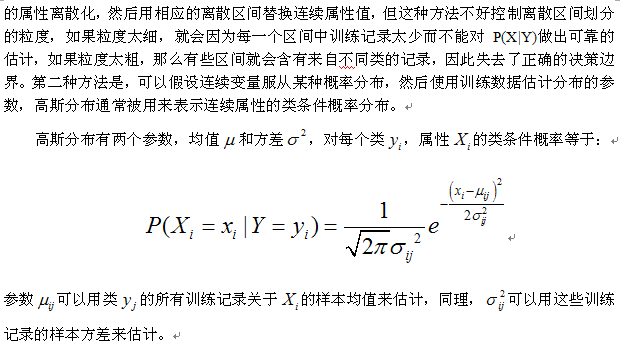 的属性离散化，然后用相应的离散区间替换连续属性值，但这种方法不好控制离散区间划分
的粒度，如果粒度太细，就会因为每一个区间中训练记录太少而不能对 P(X|Y)做出可靠的
估计，如果粒度太粗，那么有些区间就会含有来自不同类的记录，因此失去了正确的决策边
界。第二种方法是，可以假设连续变量服从某种概率分布，然后使用训练数据估计分布的参
数，高斯分布通常被用来表示连续属性的类条件概率分布。
高斯分布有两个参数，均值 μ 和方差 σ²，对每个类 y_i，属性 X_i 的类条件概率等于：
P(X_i = x_i | Y = y_i) = \frac{1}{\sqrt{2\pi}\sigma_{ij}^2} e^{-\frac{(x_i-\mu_{ij})^2}{2\sigma_{ij}^2}}
参数 μ_ij 可以用类 y_j 的所有训练记录关于 X_i 的样本均值来估计，同理，σ_ij² 可以用这些训练
记录的样本方差来估计。